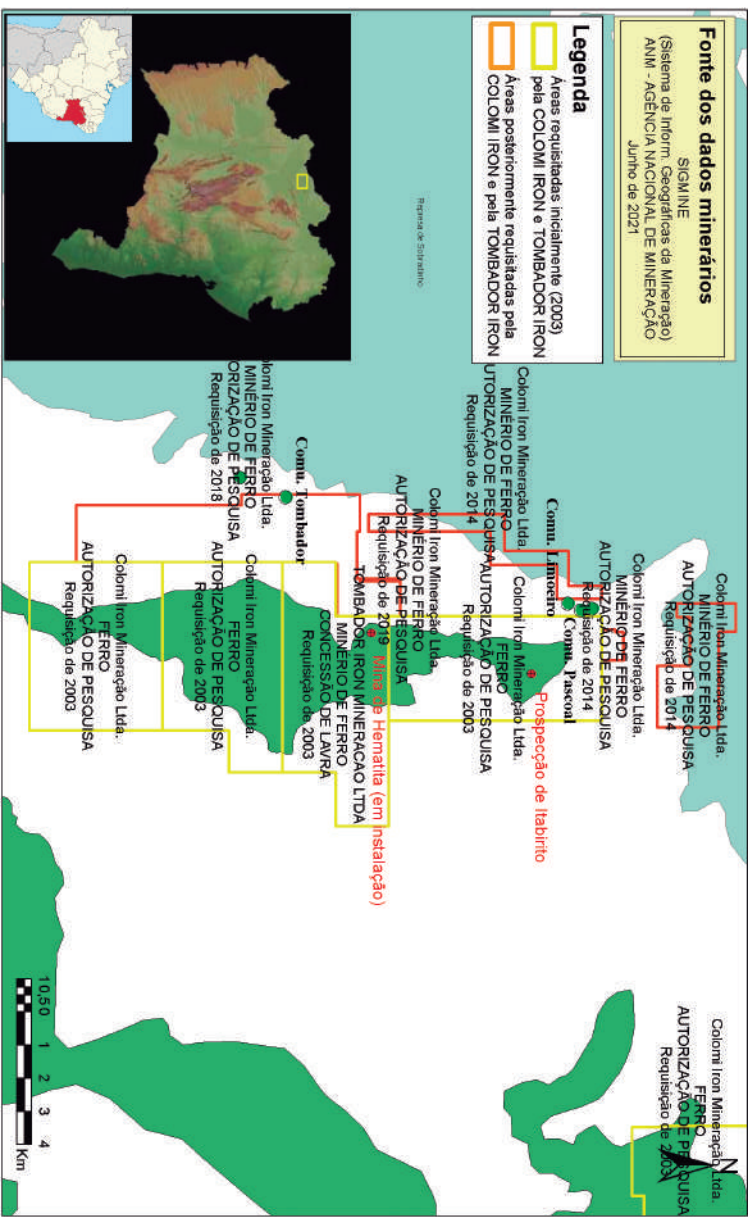 Fonte dos dados minerários
SIGMINE
(Sistema de Inform. Geográficas da Mineração)
ANM - AGÊNCIA NACIONAL DE MINERAÇÃO
Junho de 2021
Legenda
Áreas requisitadas inicialmente (2003)
pela COLOMI IRON e TOMBADOR IRON
Áreas posteriormente requisitadas pela
COLOMI IRON e pela TOMBADOR IRON
Represa de Sobradinho
Colomi Iron Mineração Ltda.
MINÉRIO DE FERRO
AUTORIZAÇÃO DE PESQUISA
Requisição de 2014
Colomi Iron Mineração Ltda.
FERRO
AUTORIZAÇÃO DE PESQUISA
Requisição de 2003
N
Colomi Iron Mineração Ltda.
MINÉRIO DE FERRO
AUTORIZAÇÃO DE PESQUISA
Requisição de 2014
Comu. Pascoal
Comu. Limoeiro
Prospecção de Itabirito
Colomi Iron Mineração Ltda.
MINÉRIO DE FERRO
UTORIZAÇÃO DE PESQUISA
Requisição de 2014
Colomi Iron Mineração Ltda.
FERRO
AUTORIZAÇÃO DE PESQUISA
Requisição de 2003
Colomi Iron Mineração Ltda.
MINÉRIO DE FERRO
AUTORIZAÇÃO DE PESQUISA
Requisição de 2019
Mina de Hematita (em instalação)
TOMBADOR IRON MINERACAO LTDA
MINÉRIO DE FERRO
CONCESSÃO DE LAVRA
Requisição de 2003
Comu. Tombador
olomi Iron Mineração Ltda.
MINÉRIO DE FERRO
ORIZAÇÃO DE PESQUISA
Requisição de 2018
Colomi Iron Mineração Ltda.
FERRO
AUTORIZAÇÃO DE PESQUISA
Requisição de 2003
Colomi Iron Mineração Ltda.
FERRO
AUTORIZAÇÃO DE PESQUISA
Requisição de 2003
10,50 1 2 3 4
Km